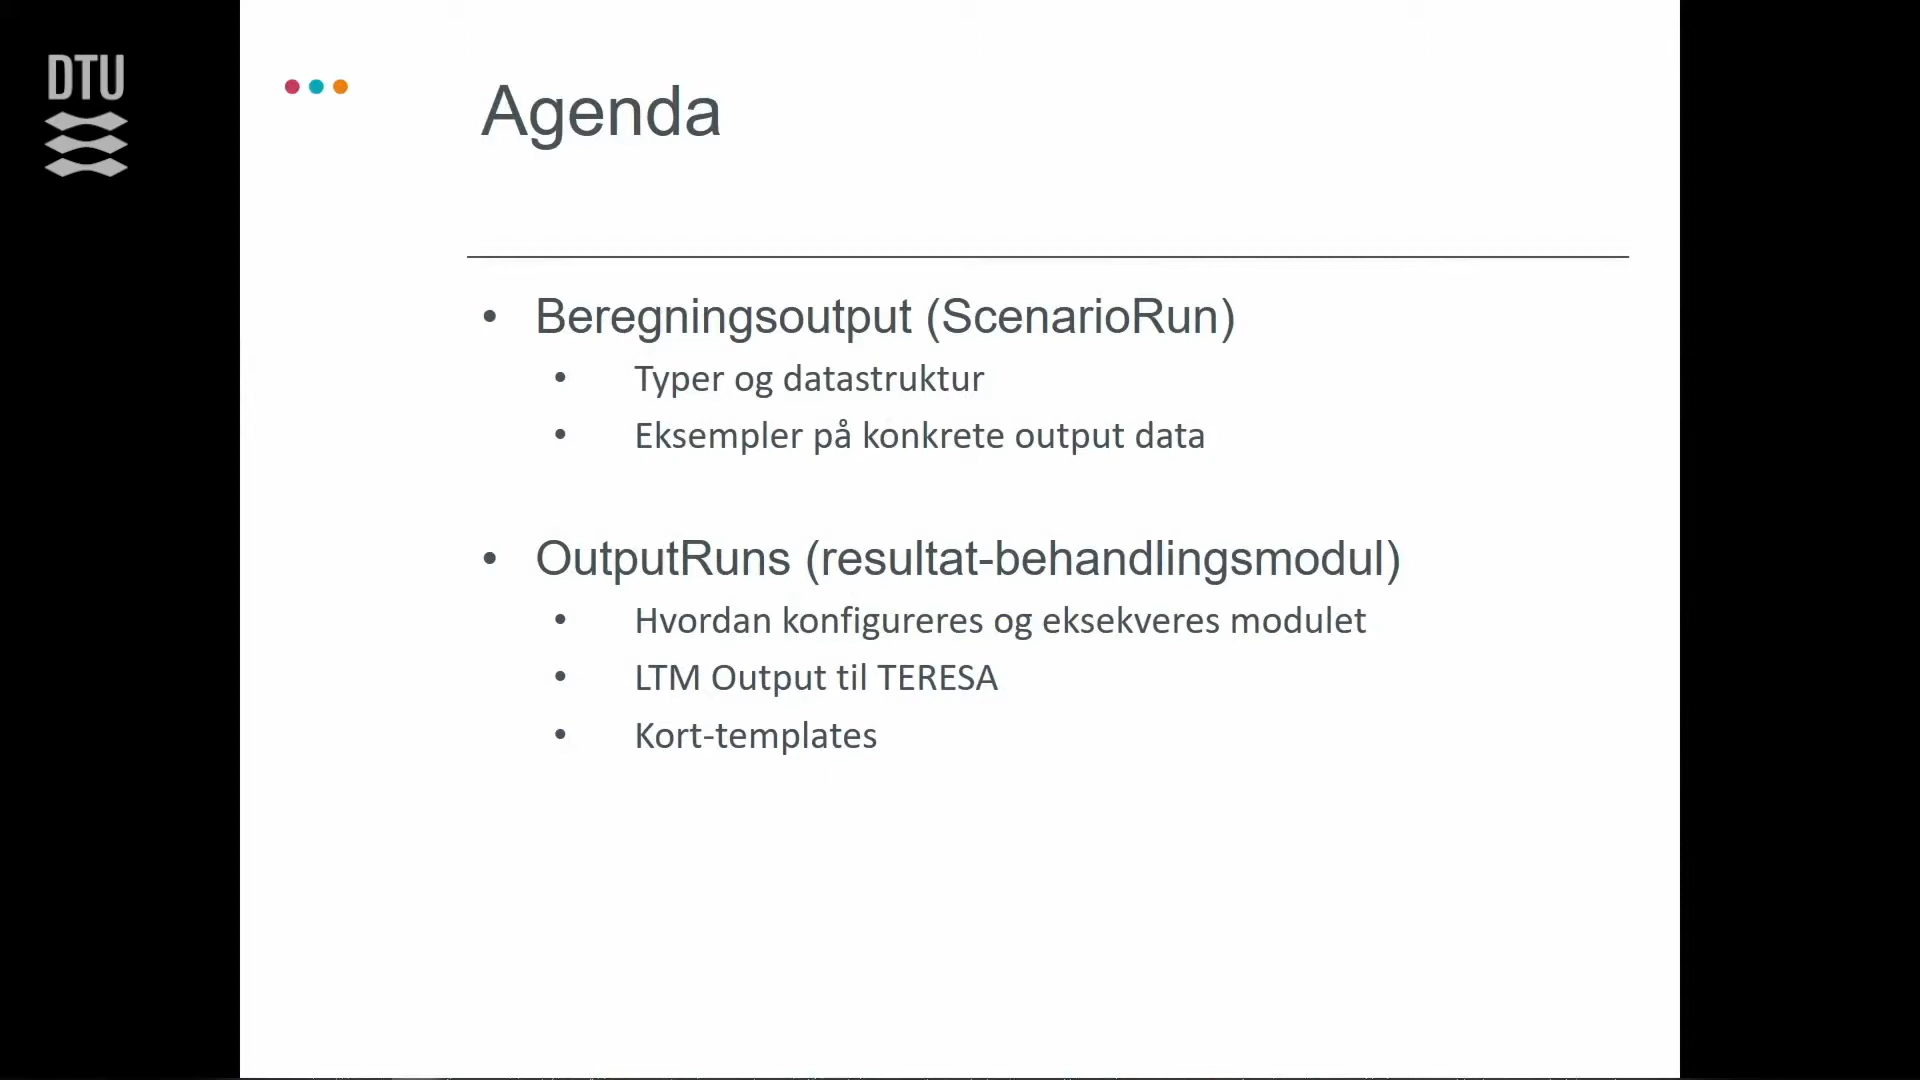 DTU
Agenda
• Beregningsoutput (ScenarioRun)
• Typer og datastruktur
• Eksempler på konkrete output data
• OutputRuns (resultat-behandlingsmodul)
• Hvordan konfigureres og eksekveres modulet
• LTM Output til TERESA
• Kort-templates